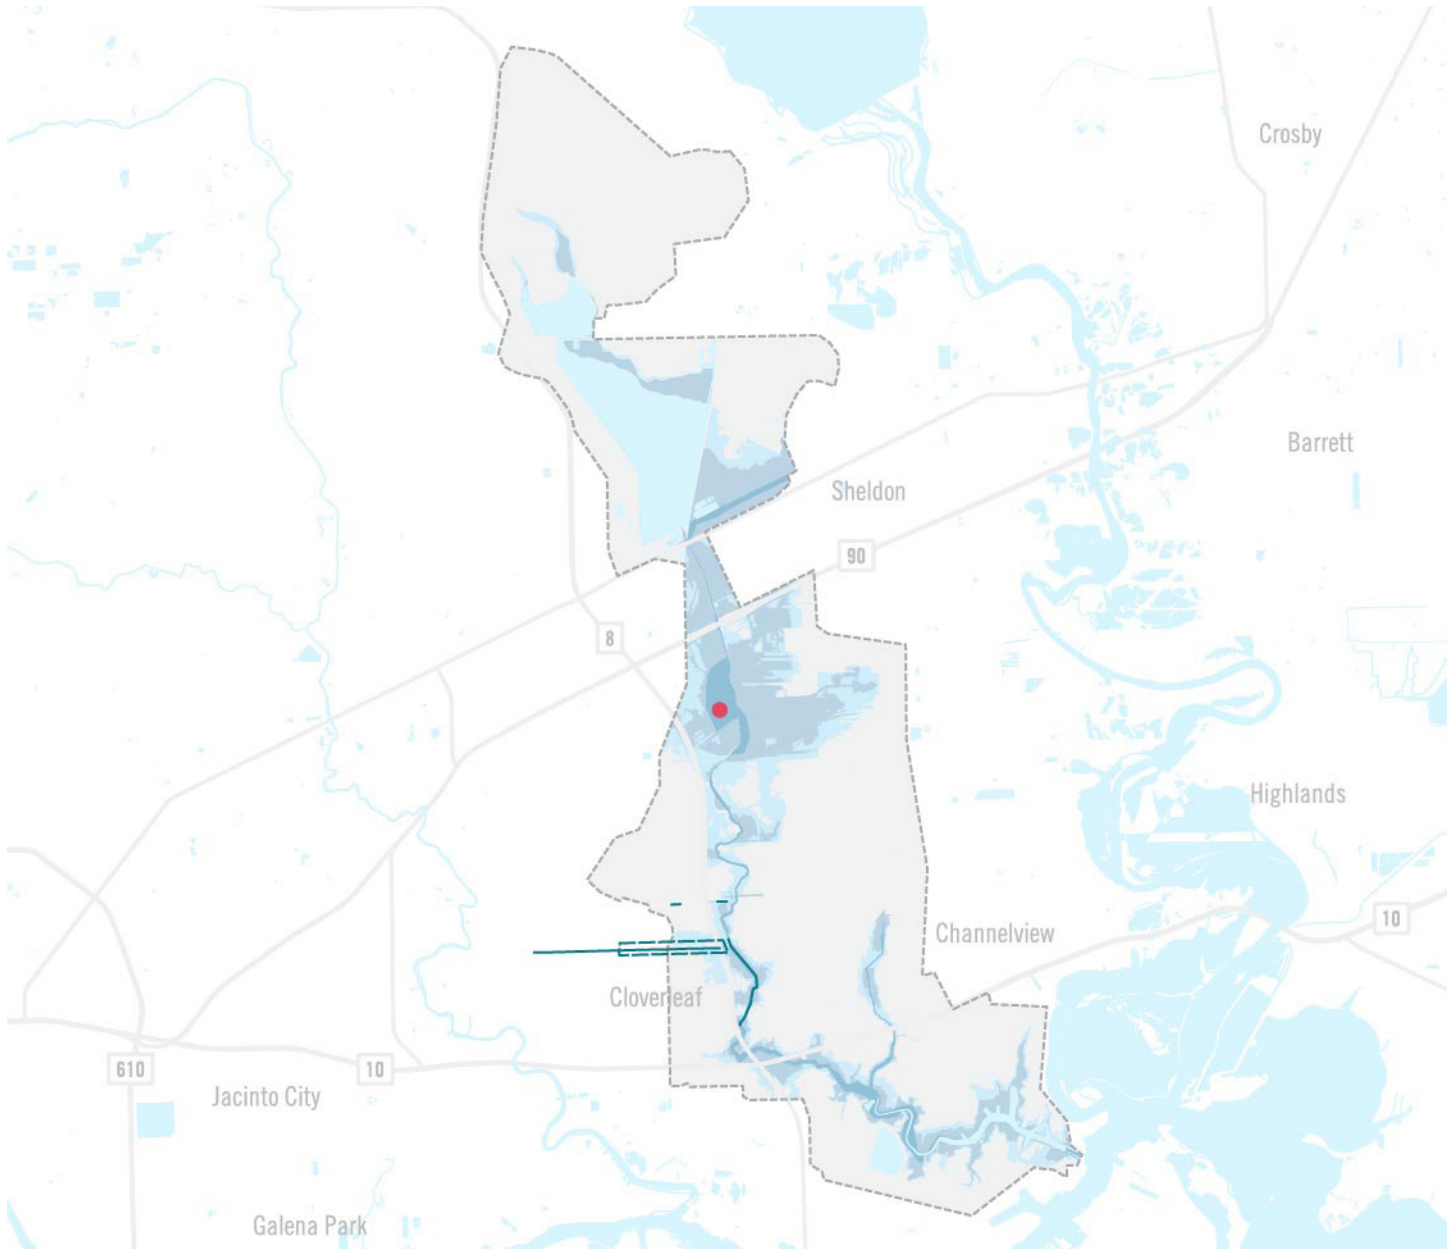 Crosby
Barrett
Sheldon
90
8
Highlands
10
Channelview
Cloverleaf
610
10
Jacinto City
Galena Park